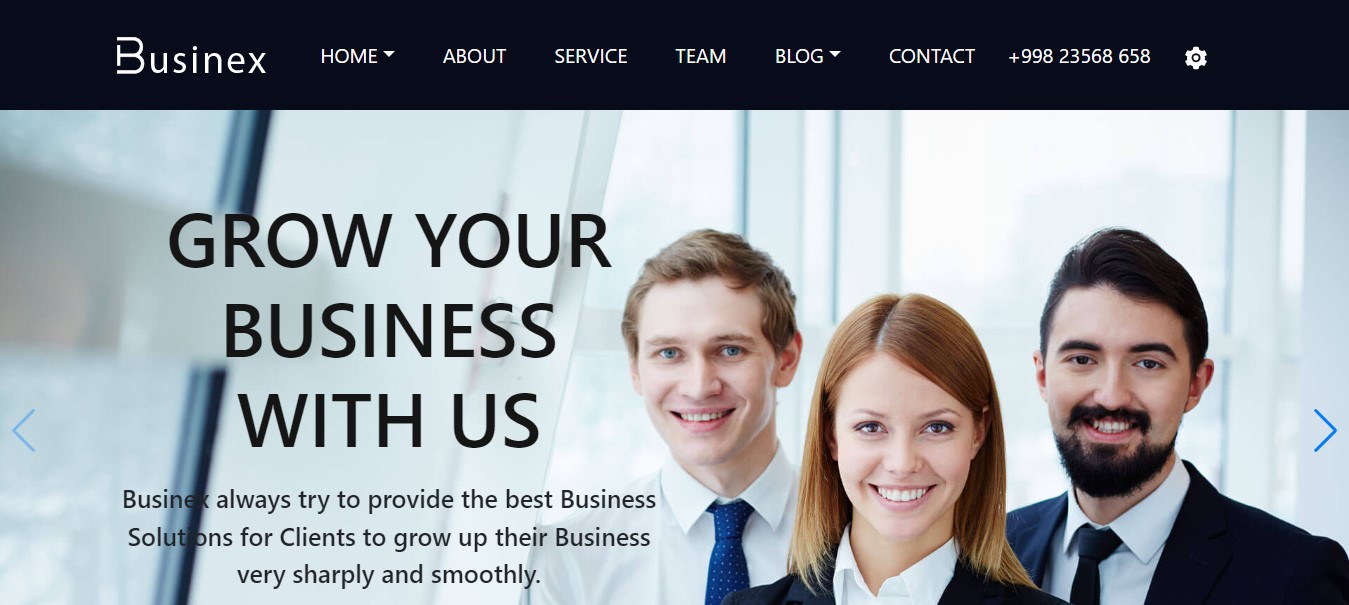 Businex
HOME
ABOUT
SERVICE
TEAM
BLOG
CONTACT
+998 23568 658
GROW YOUR
BUSINESS
WITH US
Businex always try to provide the best Business
Solutions for Clients to grow up their Business
very sharply and smoothly.